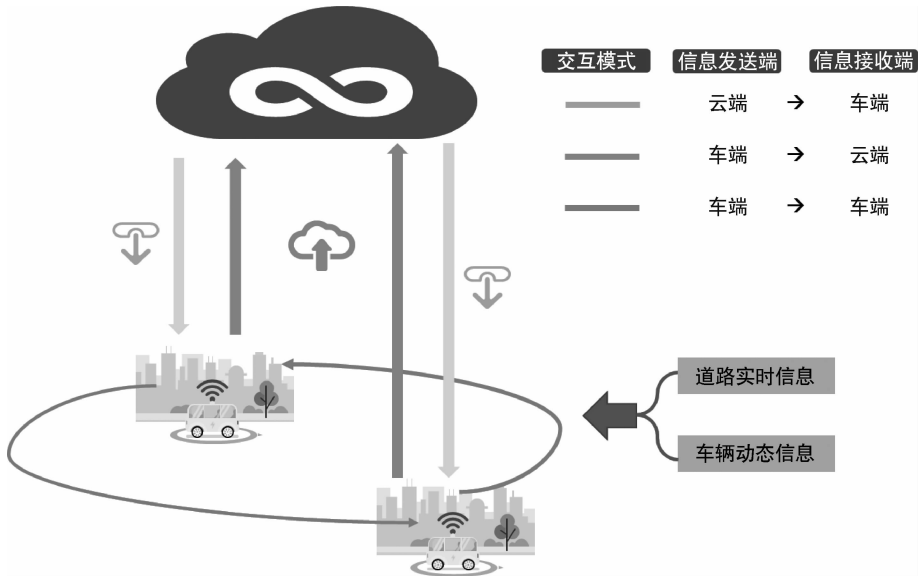 交互模式 信息发送端 信息接收端
云端 → 车端
车端 → 云端
车端 → 车端
道路实时信息
车辆动态信息